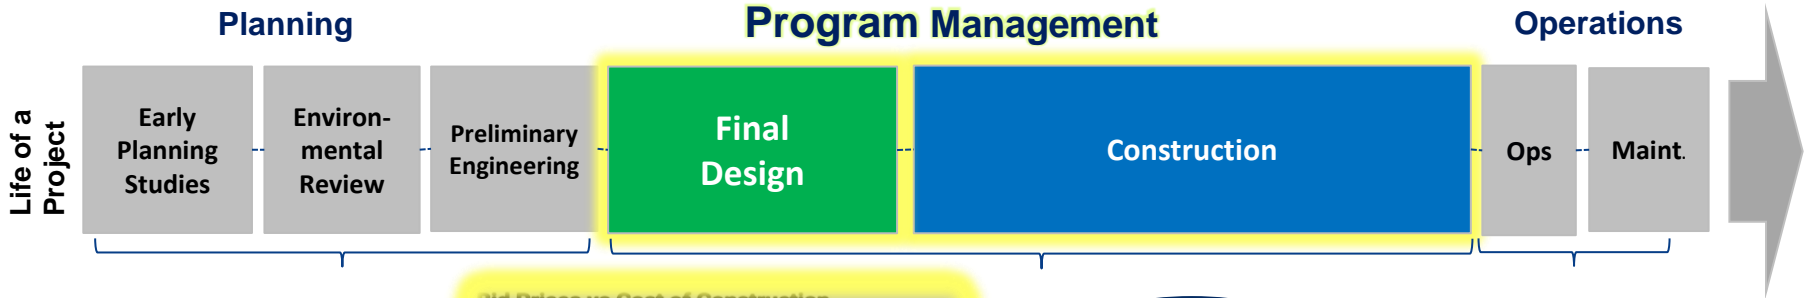 Planning
Program Management
Operations
Life of a
Project
Early
Planning
Studies
Environ-
mental
Review
Preliminary
Engineering
Final
Design
Construction
Ops
Maint.